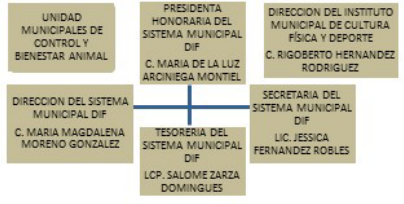 UNIDAD
MUNICIPALES DE
CONTROL Y
BIENESTAR ANIMAL
PRESIDENTA
HONORARIA DEL
SISTEMA MUNICIPAL
DIF
C. MARIA DE LA LUZ
ARCINIEGA MONTIEL
DIRECCION DEL INSTITUTO
MUNICIPAL DE CULTURA
FÍSICA Y DEPORTE
C. RIGOBERTO HERNANDEZ
RODRIGUEZ
DIRECCION DEL SISTEMA
MUNICIPAL DIF
C. MARIA MAGDALENA
MORENO GONZALEZ
TESORERIA DEL
SISTEMA MUNICIPAL
DIF
LCP. SALOME ZARZA
DOMINGUES
SECRETARIA DEL
SISTEMA MUNICIPAL
DIF
LIC. JESSICA
FERNANDEZ ROBLES